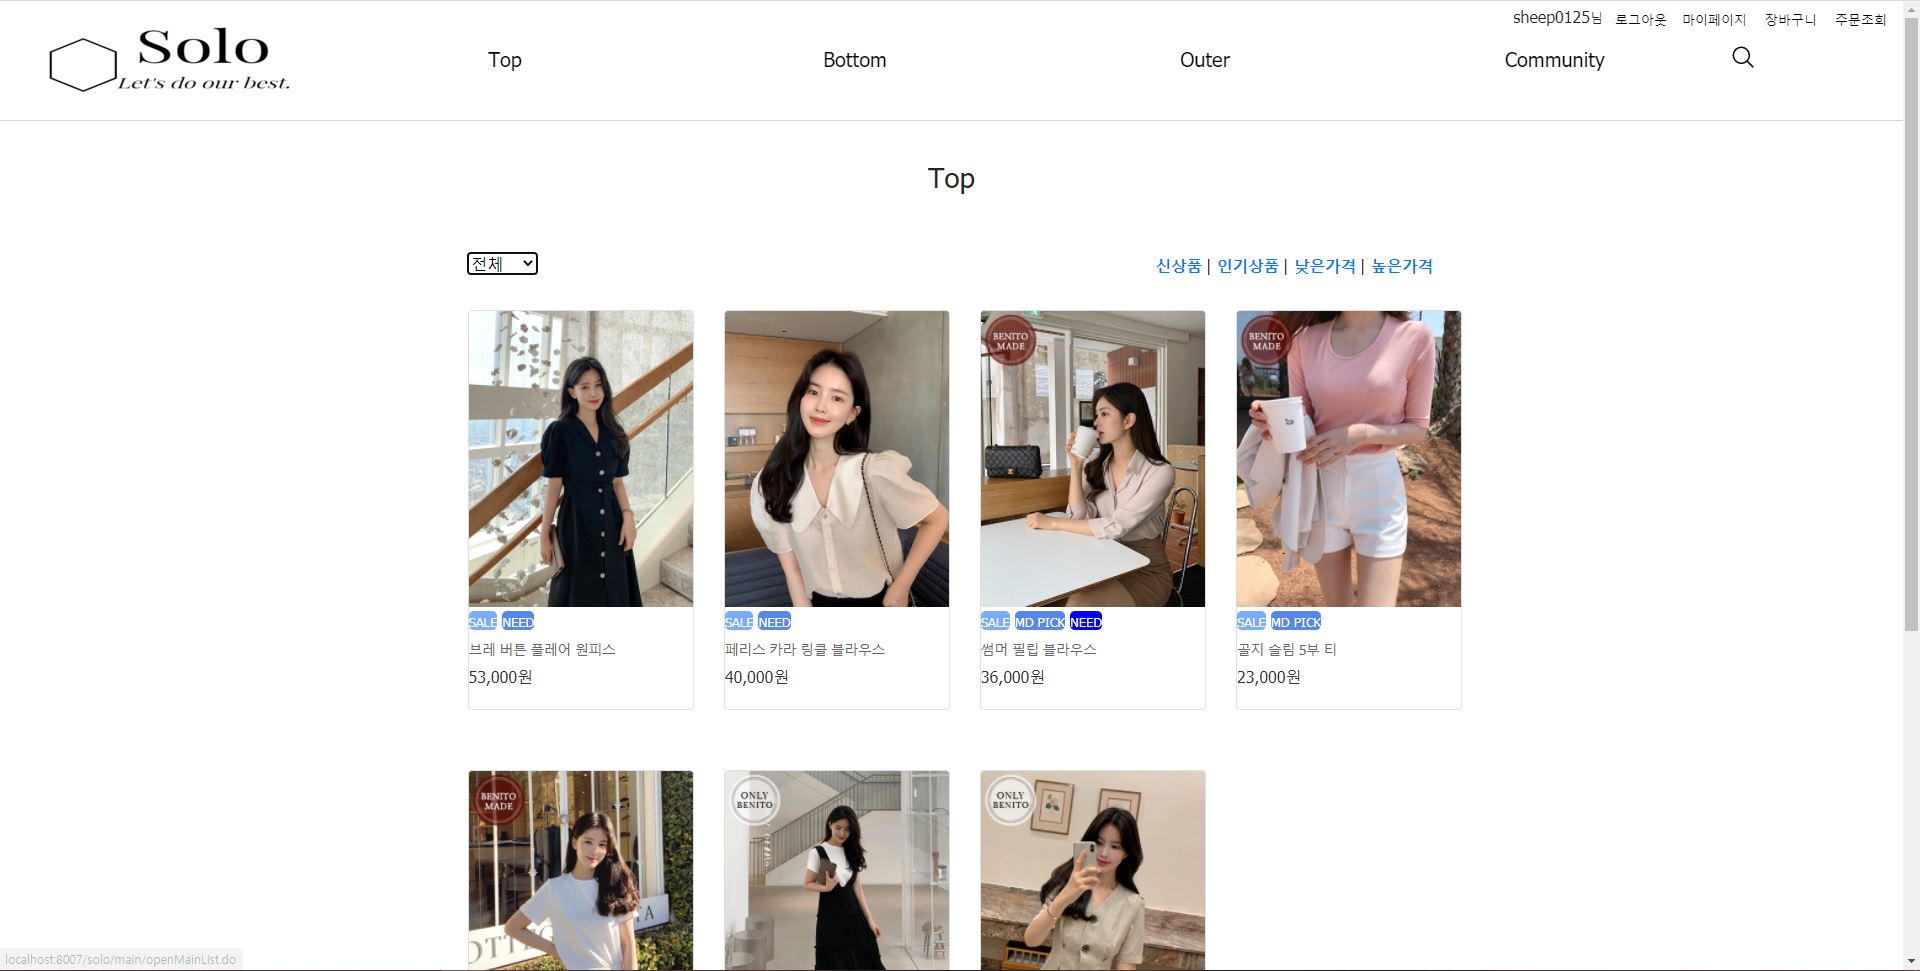 sheep0125님 로그아웃 마이페이지 장바구니 주문조회
Solo
Let's do our best.
Top Bottom Outer Community
Top
전체
신상품 | 인기상품 | 낮은가격 | 높은가격
BENITO MADE
BENITO MADE
SALE NEED
브레 버튼 플레어 원피스
53,000원
SALE NEED
페리스 카라 링클 블라우스
40,000원
SALE MD PICK NEED
썸머 필립 블라우스
36,000원
SALE MD PICK
골지 슬림 5부 티
23,000원
BENITO MADE
ONLY BENITO
ONLY BENITO
localhost:8007/solo/main/openMainList.do